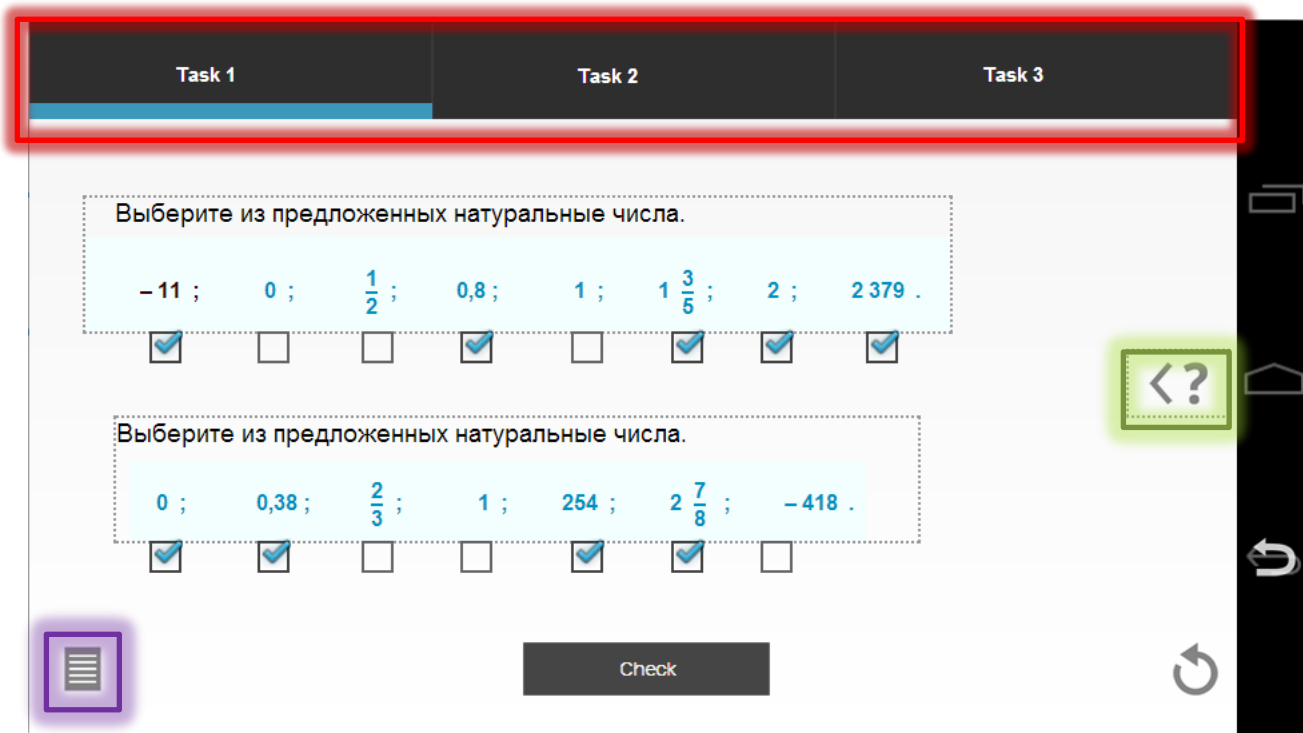 Task 1 Task 2 Task 3
Выберите из предложенных натуральные числа.
– 11 ; 0 ; 1/2 ; 0,8 ; 1 ; 1 3/5 ; 2 ; 2 379 .
< ?
Выберите из предложенных натуральные числа.
0 ; 0,38 ; 2/3 ; 1 ; 254 ; 2 7/8 ; – 418 .
Check